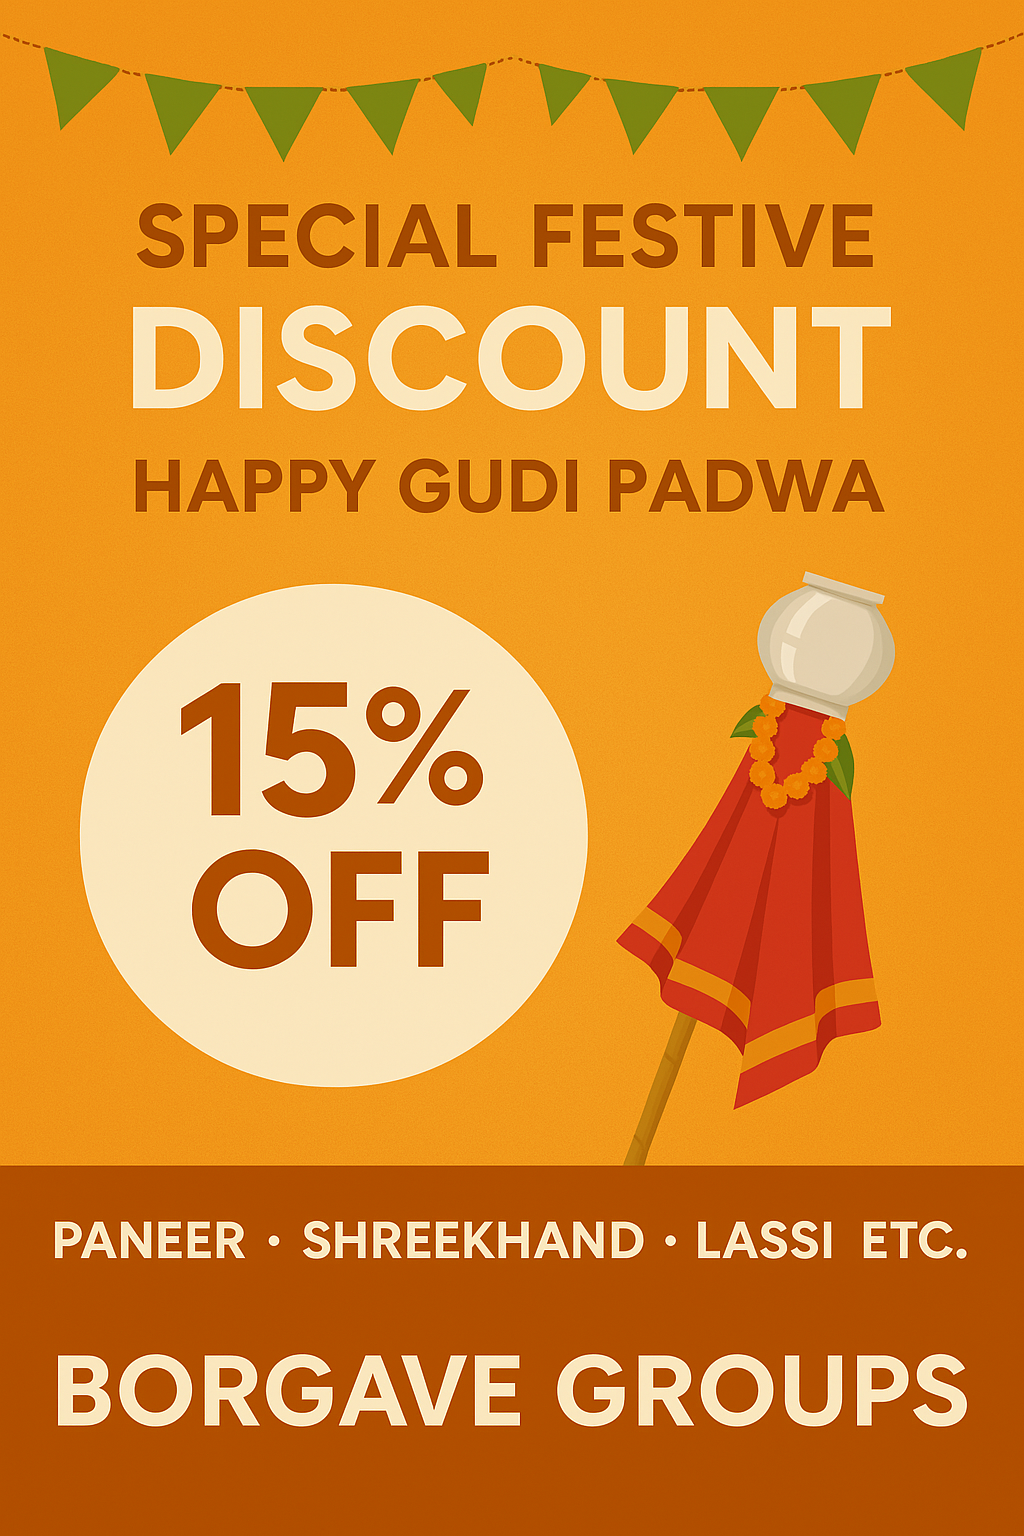 SPECIAL FESTIVE
DISCOUNT
HAPPY GUDI PADWA
15%
OFF
PANEER · SHREEKHAND · LASSI ETC.
BORGAVE GROUPS